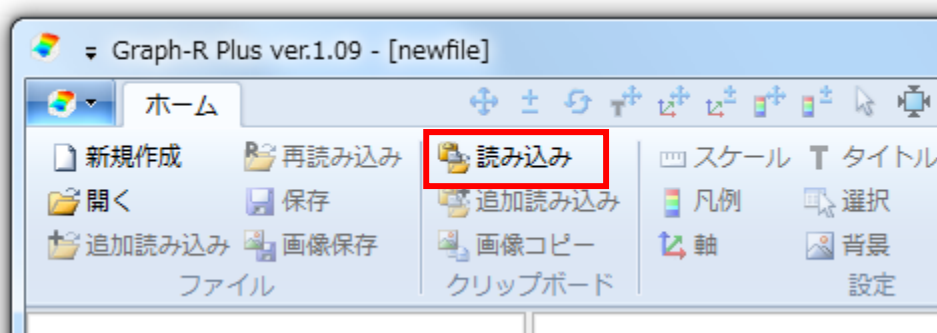 Graph-R Plus ver.1.09 - [newfile]
ホーム
新規作成 再読み込み 読み込み スケール タイトル
開く 保存 追加読み込み 凡例 選択
追加読み込み 画像保存 画像コピー 軸 背景
ファイル クリップボード 設定